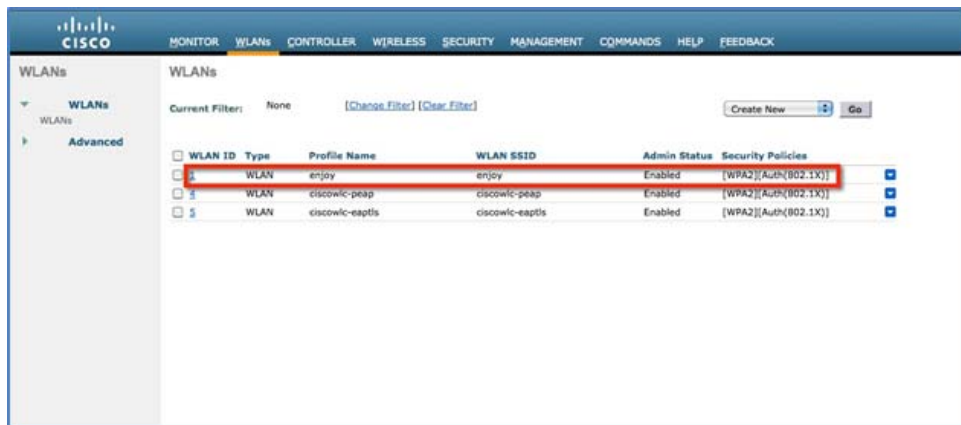 CISCO
MONITOR WLANs CONTROLLER WIRELESS SECURITY MANAGEMENT COMMANDS HELP FEEDBACK
WLANs
WLANs
WLANs
Advanced
WLANs
Current Filter: None [Change Filter] [Clear Filter]
Create New Go
WLAN ID Type Profile Name WLAN SSID Admin Status Security Policies
1 WLAN enjoy enjoy Enabled [WPA2][Auth(802.1X)]
4 WLAN ciscowlc-peap ciscowlc-peap Enabled [WPA2][Auth(802.1X)]
5 WLAN ciscowlc-eaptls ciscowlc-eaptls Enabled [WPA2][Auth(802.1X)]